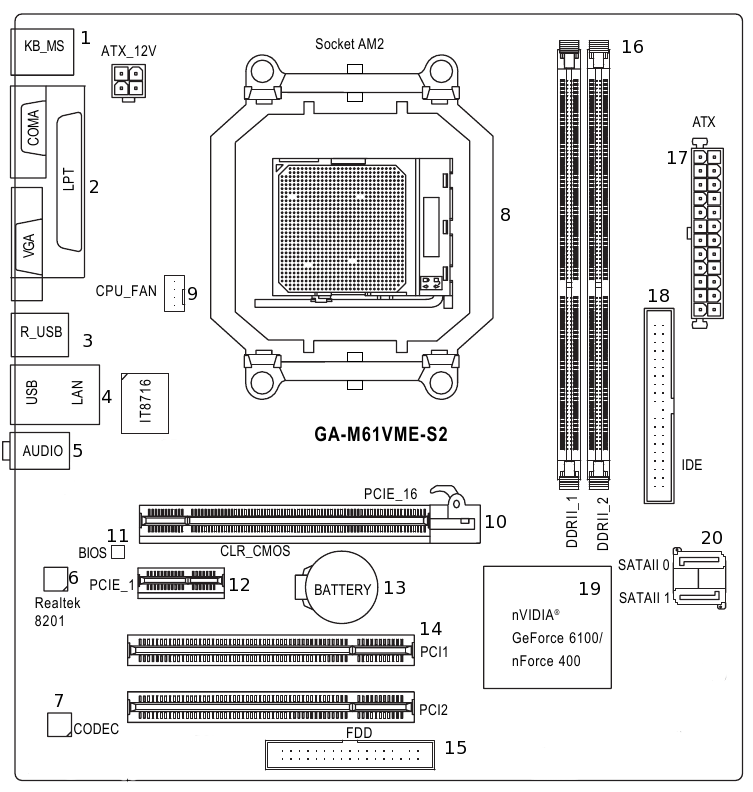 KB_MS
1
ATX_12V
Socket AM2
16
ATX
17
COMA
LPT
2
VGA
8
CPU_FAN
9
18
R_USB
3
USB
LAN
4
IT8716
AUDIO
5
GA-M61VME-S2
IDE
PCIE_16
10
DDRII_1
DDRII_2
11
BIOS
CLR_CMOS
20
SATAII 0
SATAII 1
6
Realtek
8201
PCIE_1
12
BATTERY
13
19
nVIDIA®
GeForce 6100/
nForce 400
14
PCI1
7
CODEC
PCI2
FDD
15